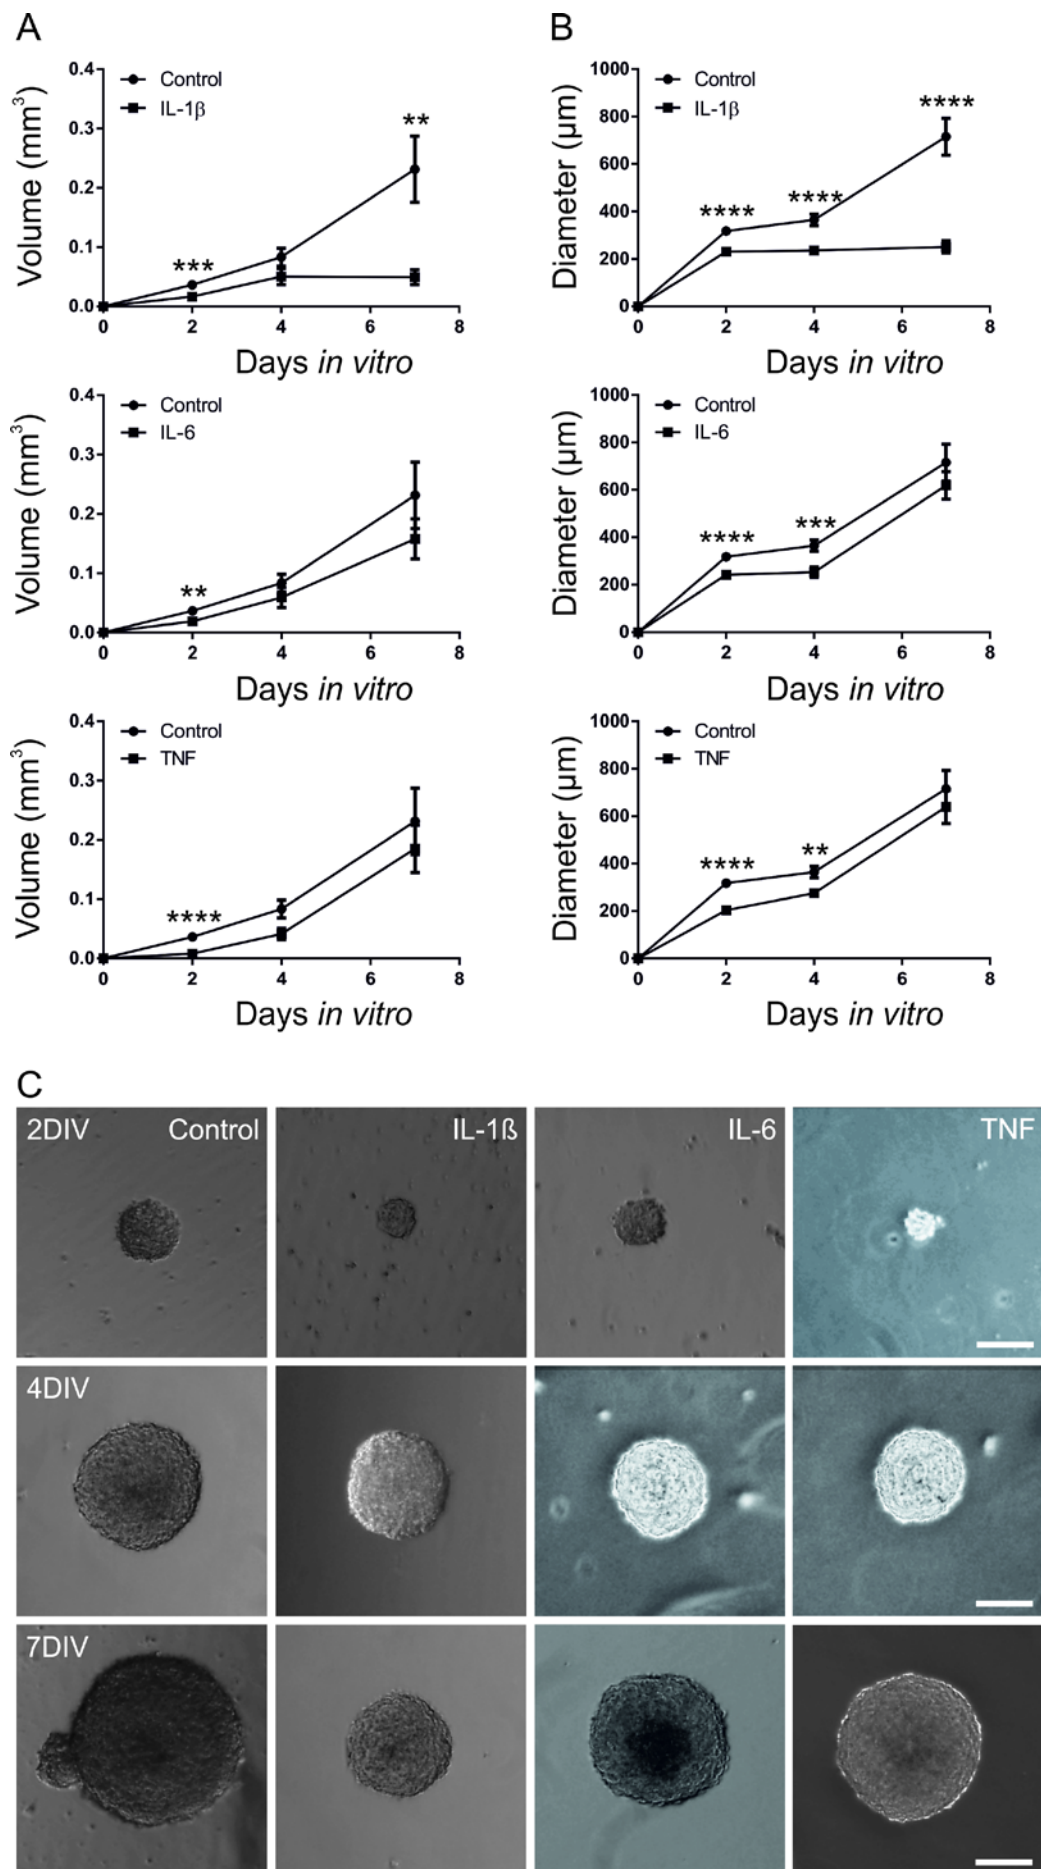 A
B
Volume (mm³)
0.4
0.3
0.2
0.1
0.0
Control
IL-1β
***
**
0 2 4 6 8
Days in vitro
Diameter (μm)
1000
800
600
400
200
0
Control
IL-1β
****
****
****
0 2 4 6 8
Days in vitro
Volume (mm³)
0.4
0.3
0.2
0.1
0.0
Control
IL-6
**
0 2 4 6 8
Days in vitro
Diameter (μm)
1000
800
600
400
200
0
Control
IL-6
****
***
0 2 4 6 8
Days in vitro
Volume (mm³)
0.4
0.3
0.2
0.1
0.0
Control
TNF
****
0 2 4 6 8
Days in vitro
Diameter (μm)
1000
800
600
400
200
0
Control
TNF
****
**
0 2 4 6 8
Days in vitro
C
2DIV Control IL-1ß IL-6 TNF
4DIV
7DIV